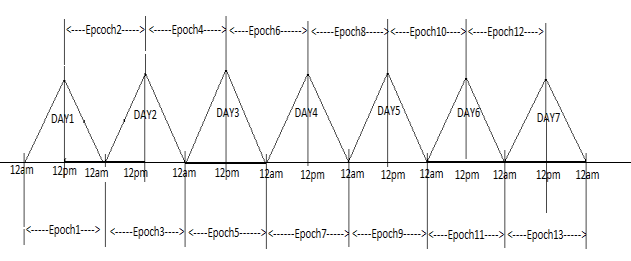 <----Epcoch2-----> <----Epoch4-----> <----Epoch6------> <----Epoch8-----> <----Epoch10----> <----Epoch12---->
DAY1 DAY2 DAY3 DAY4 DAY5 DAY6 DAY7
12am 12pm 12am 12pm 12am 12pm 12am 12pm 12am 12pm 12am 12pm 12am 12pm 12am
<-----Epoch1----> <----Epoch3----> <----Epoch5-----> <------Epoch7----> <----Epoch9-----> <----Epoch11----> <----Epoch13---->